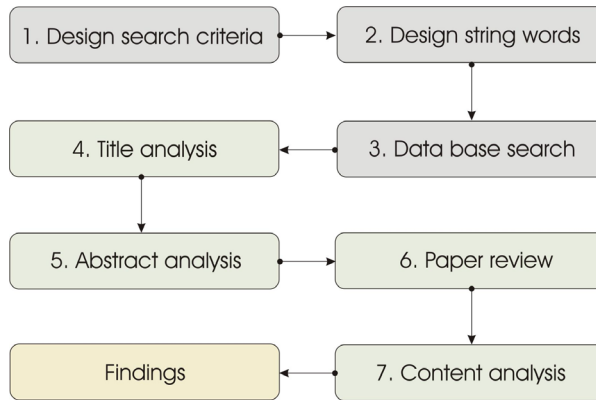 1. Design search criteria
2. Design string words
3. Data base search
4. Title analysis
5. Abstract analysis
6. Paper review
7. Content analysis
Findings